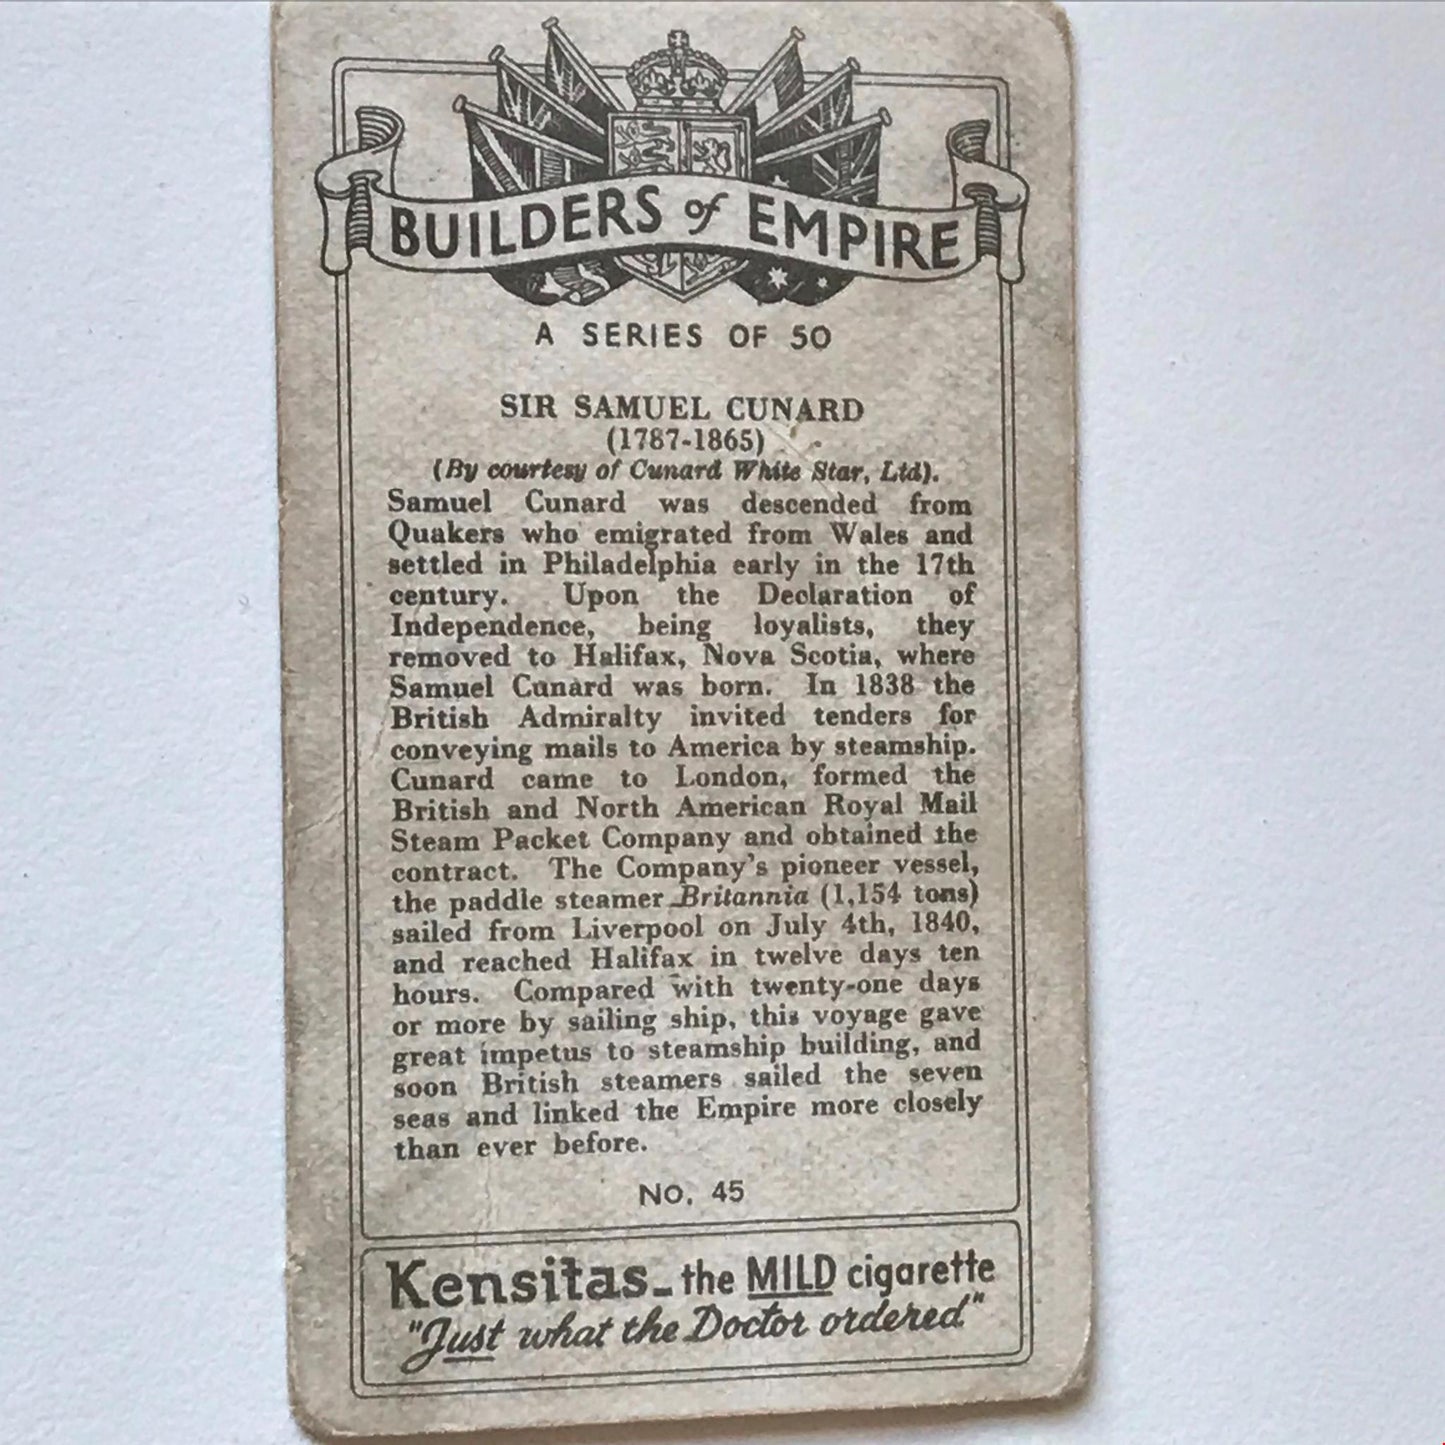 BUILDERS of EMPIRE
A SERIES OF 50
SIR SAMUEL CUNARD
(1787-1865)
(By courtesy of Cunard White Star, Ltd).
Samuel Cunard was descended from
Quakers who emigrated from Wales and
settled in Philadelphia early in the 17th
century. Upon the Declaration of
Independence, being loyalists, they
removed to Halifax, Nova Scotia, where
Samuel Cunard was born. In 1838 the
British Admiralty invited tenders for
conveying mails to America by steamship.
Cunard came to London, formed the
British and North American Royal Mail
Steam Packet Company and obtained the
contract. The Company's pioneer vessel,
the paddle steamer Britannia (1,154 tons)
sailed from Liverpool on July 4th, 1840,
and reached Halifax in twelve days ten
hours. Compared with twenty-one days
or more by sailing ship, this voyage gave
great impetus to steamship building, and
soon British steamers sailed the seven
seas and linked the Empire more closely
than ever before.
NO. 45
Kensitas - the MILD cigarette
"Just what the Doctor ordered"